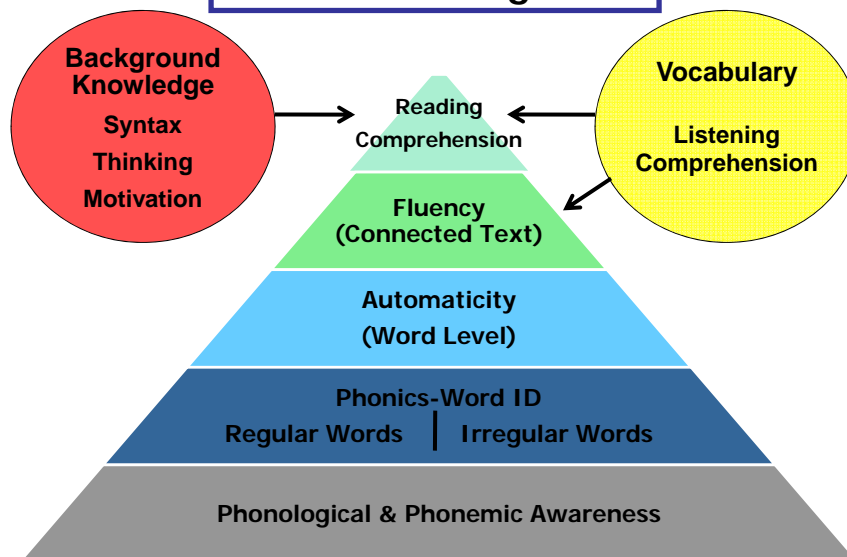 Background
Knowledge
Syntax
Thinking
Motivation
Vocabulary
Listening
Comprehension
Reading
Comprehension
Fluency
(Connected Text)
Automaticity
(Word Level)
Phonics-Word ID
Regular Words | Irregular Words
Phonological & Phonemic Awareness